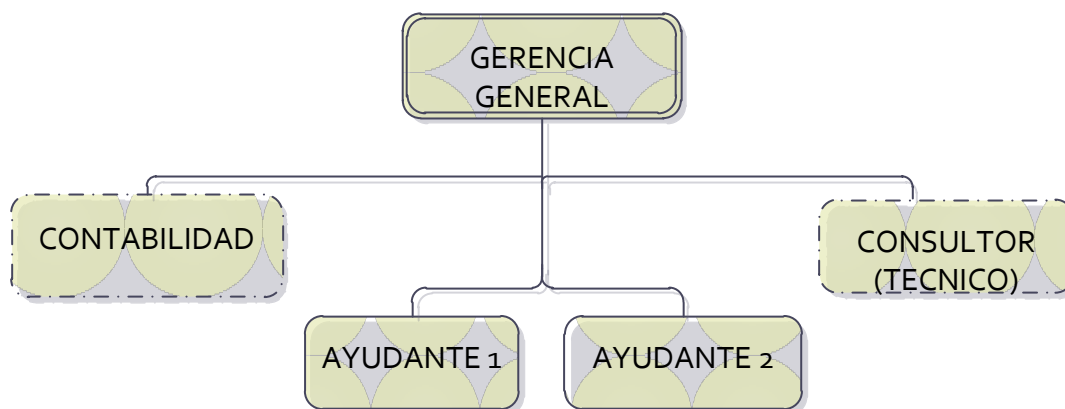 GERENCIA
GENERAL
CONTABILIDAD
CONSULTOR
(TECNICO)
AYUDANTE 1
AYUDANTE 2